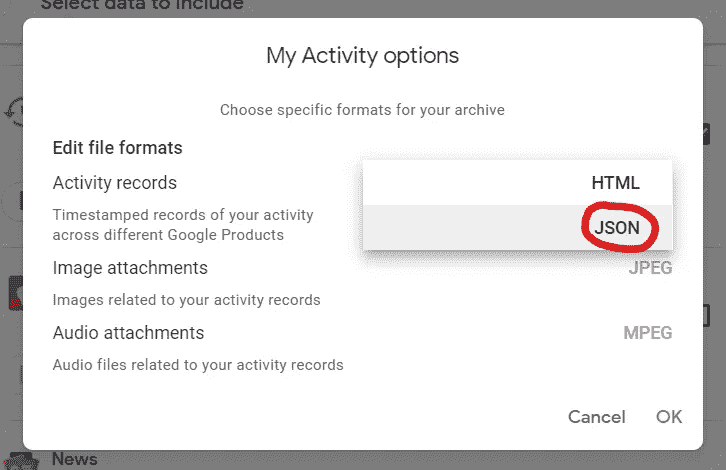 Select data to include
My Activity options
Choose specific formats for your archive
Edit file formats
Activity records
HTML
Timestamped records of your activity
across different Google Products
JSON
Image attachments
JPEG
Images related to your activity records
Audio attachments
MPEG
Audio files related to your activity records
Cancel
OK
News